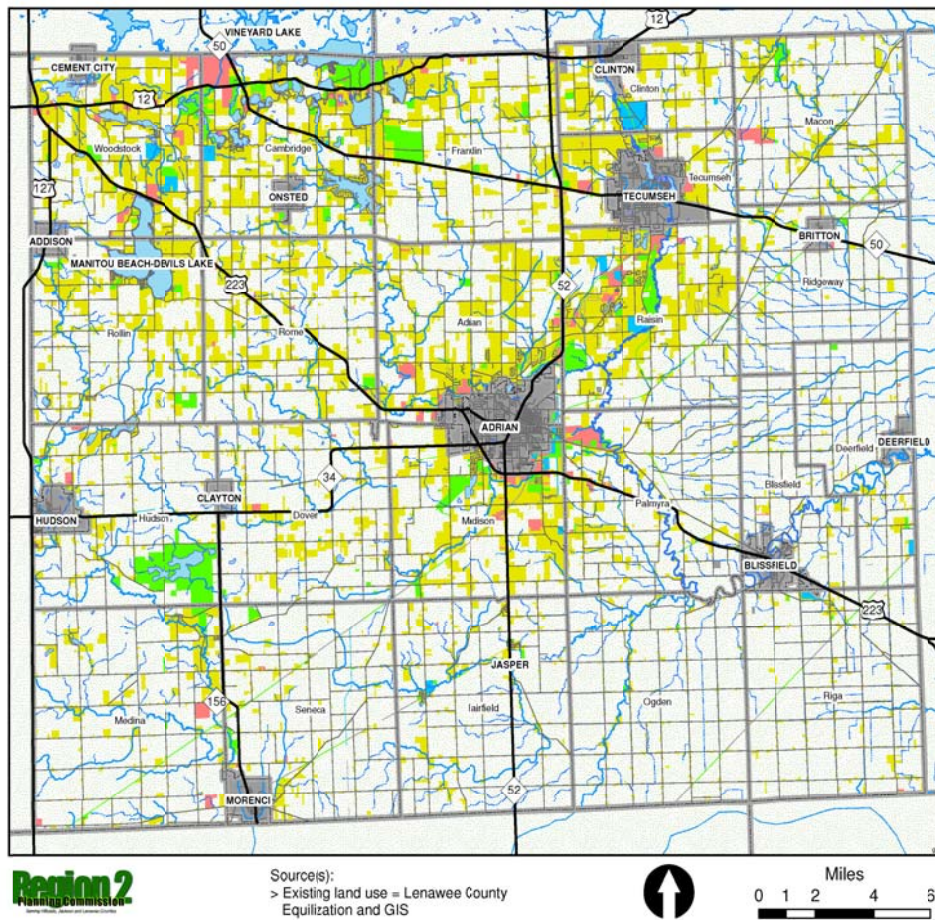 12
VINEYARD LAKE
50
CEMENT CITY
CLINTON
Clinton
12
Macon
Woodstock
Cambridge
Franklin
Tecumseh
127
ONSTED
TECUMSEH
ADDISON
BRITTON
50
MANITOU BEACH-DEVILS LAKE
223
52
Ridgeway
Rollin
Rome
Adrian
Raisin
ADRIAN
DEERFIELD
Deerfield
34
Blissfield
CLAYTON
HUDSON
Hudson
Dover
Madison
Palmyra
BLISSFIELD
223
JASPER
156
Medina
Seneca
Fairfield
Ogden
Riga
MORENCI
52
Region 2
Planning Commission
Source(s):
> Existing land use = Lenawee County
Equilization and GIS
Miles
0 1 2 4 6